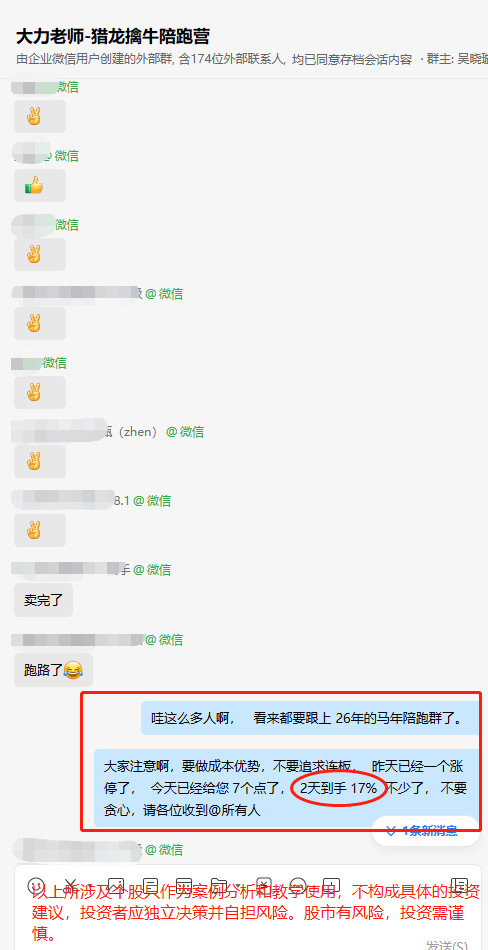 大力老师-猎龙擒牛陪跑营
由企业微信用户创建的外部群, 含174位外部联系人, 均已同意存档会话内容 · 群主: 吴晓
微信
@ 微信
微信
@ 微信
微信
(zhen) @ 微信
8.1 @ 微信
手 @ 微信
卖完了
@ 微信
跑路了
哇这么多人啊， 看来都要跟上 26年的马年陪跑群了。
大家注意啊，要做成本优势，不要追求连板， 昨天已经一个涨
停了， 今天已经给您 7个点了， 2天到手 17% 不少了， 不要
贪心，请各位收到@所有人
1条新消息
@ 微信
以上所涉及个股只作为案例分析和教学使用，不构成具体的投资
建议，投资者应独立决策并自担风险。股市有风险，投资需谨
慎。
发送(S)